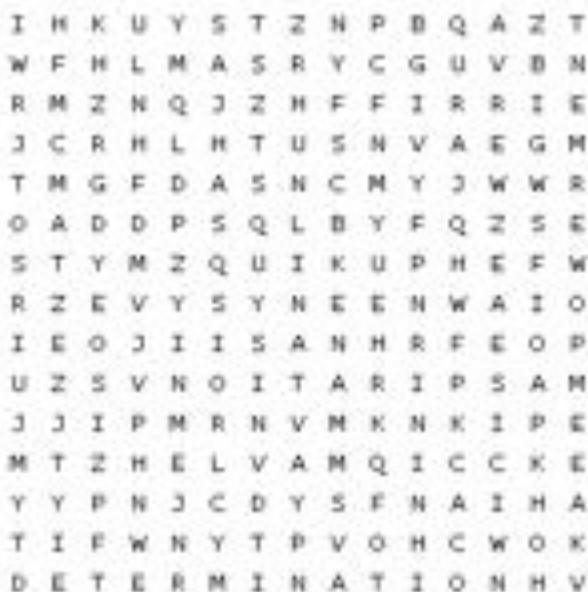 I H K U Y S T Z N P B Q A Z T
W F H L M A S R Y C G U V B N
R M Z N Q J Z H F F I R R I E
J C R H L H T U S N V A E G M
T M G F D A S N C M Y J W W R
O A D D P S Q L B Y F Q Z S E
S T Y M Z Q U I K U P H E F W
R Z E V Y S Y N E E N W A I O
I E O J I I S A N H R F E O P
U Z S V N O I T A R I P S A M
J J I P M R N V M K N K I P E
M T Z H E L V A M Q I C C K E
Y Y P N J C D Y S F N A I H A
T I F W N Y T P V O H C W O K
D E T E R M I N A T I O N H V